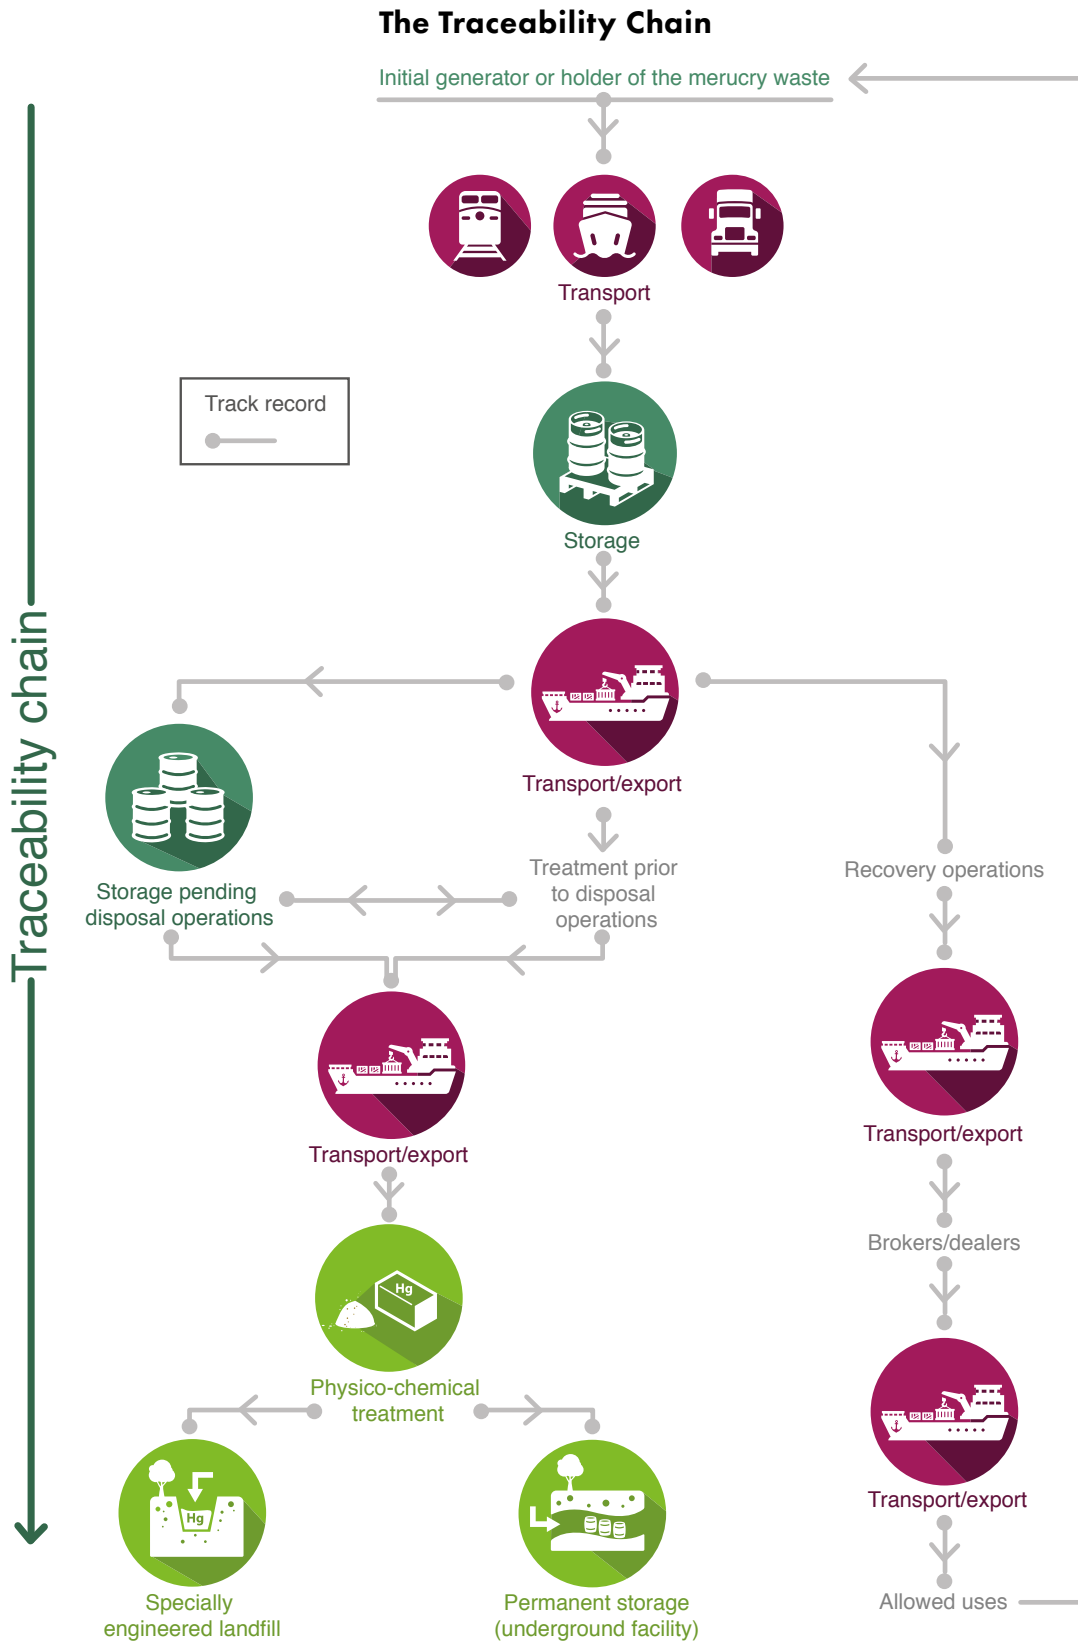 The Traceability Chain
Initial generator or holder of the merucry waste
Transport
Track record
Storage
Traceability chain
Transport/export
Storage pending
disposal operations
Treatment prior
to disposal
operations
Recovery operations
Transport/export
Transport/export
Brokers/dealers
Hg
Physico-chemical
treatment
Transport/export
Hg
Specially
engineered landfill
Permanent storage
(underground facility)
Allowed uses